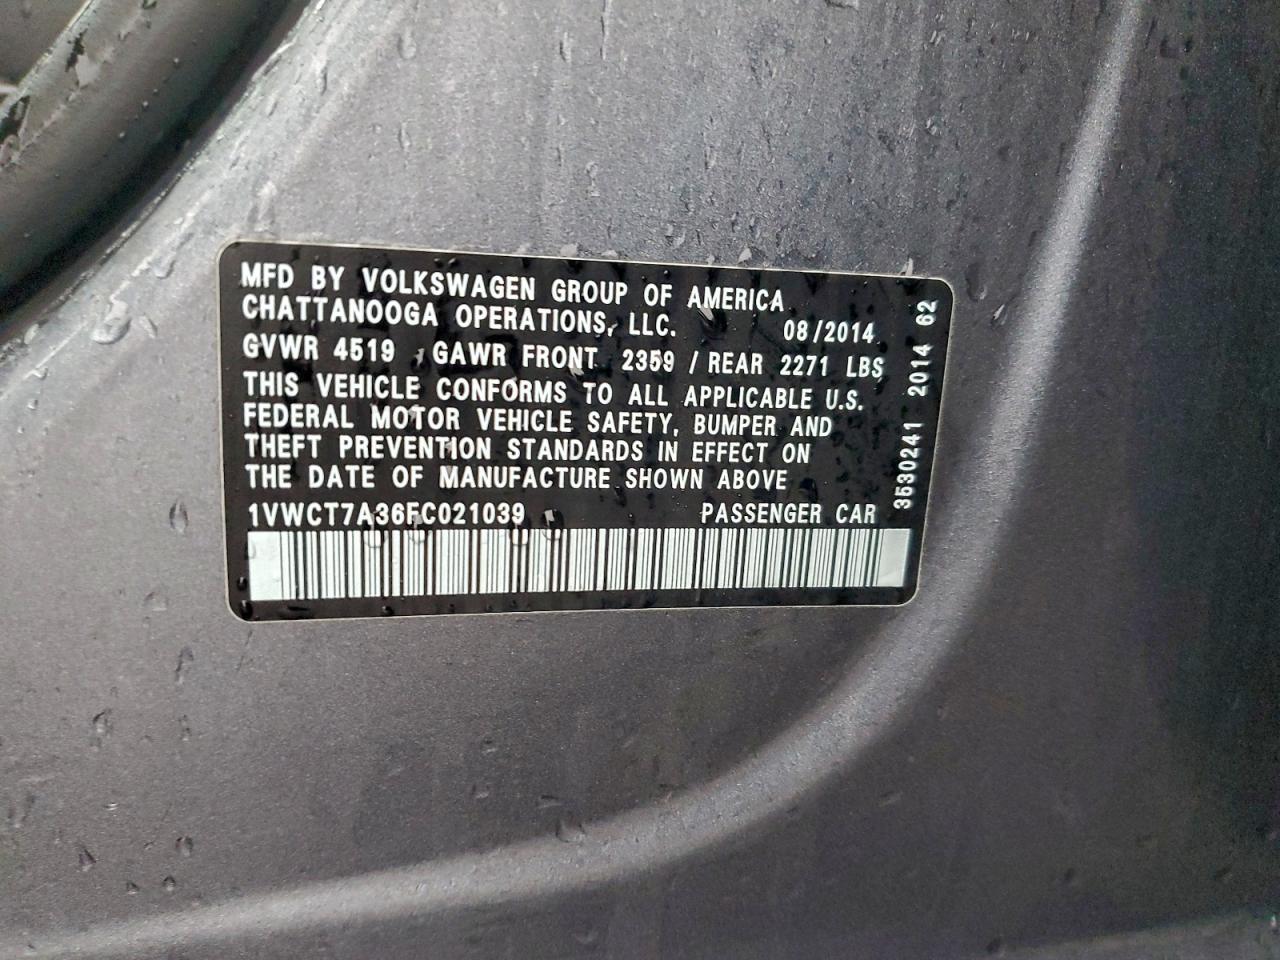 MFD BY VOLKSWAGEN GROUP OF AMERICA
CHATTANOOGA OPERATIONS, LLC. 08/2014
GVWR 4519 GAWR FRONT 2359 / REAR 2271 LBS
THIS VEHICLE CONFORMS TO ALL APPLICABLE U.S.
FEDERAL MOTOR VEHICLE SAFETY, BUMPER AND
THEFT PREVENTION STANDARDS IN EFFECT ON
THE DATE OF MANUFACTURE SHOWN ABOVE
1VWCT7A36FC021039 PASSENGER CAR
3530241 2014 62